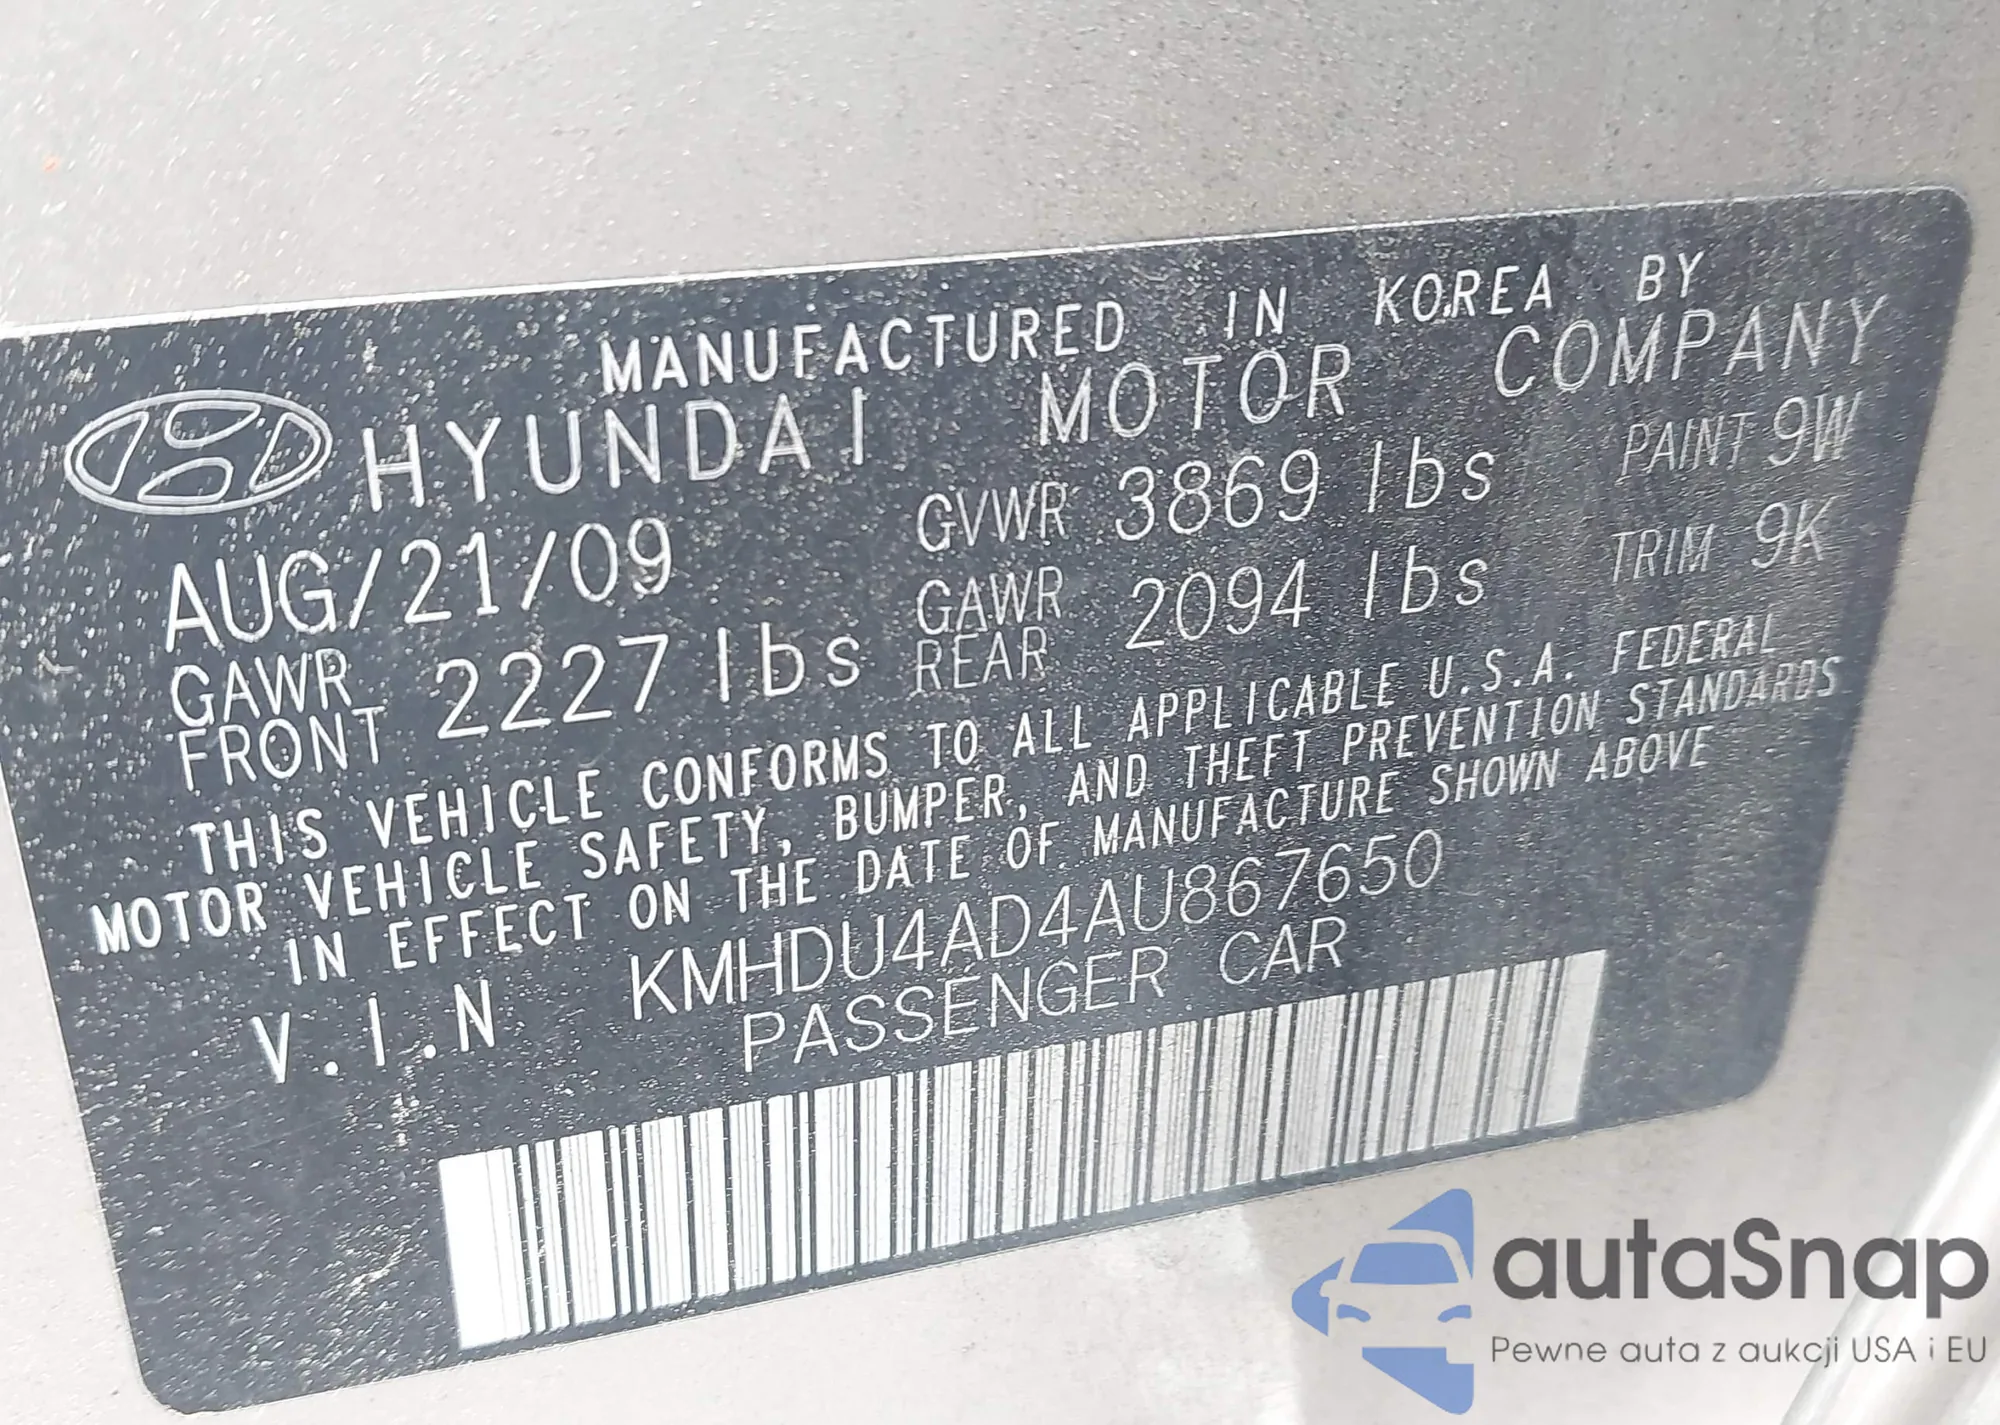 MANUFACTURED IN KOREA BY
HYUNDAI MOTOR COMPANY
AUG/21/09 GVWR 3869 lbs PAINT 9W
GAWR FRONT 2227 lbs GAWR REAR 2094 lbs TRIM 9K
THIS VEHICLE CONFORMS TO ALL APPLICABLE U.S.A. FEDERAL
MOTOR VEHICLE SAFETY, BUMPER, AND THEFT PREVENTION STANDARDS
IN EFFECT ON THE DATE OF MANUFACTURE SHOWN ABOVE
V.I.N KMHDU4AD4AU867650
PASSENGER CAR
autaSnap
Pewne auta z aukcji USA i EU